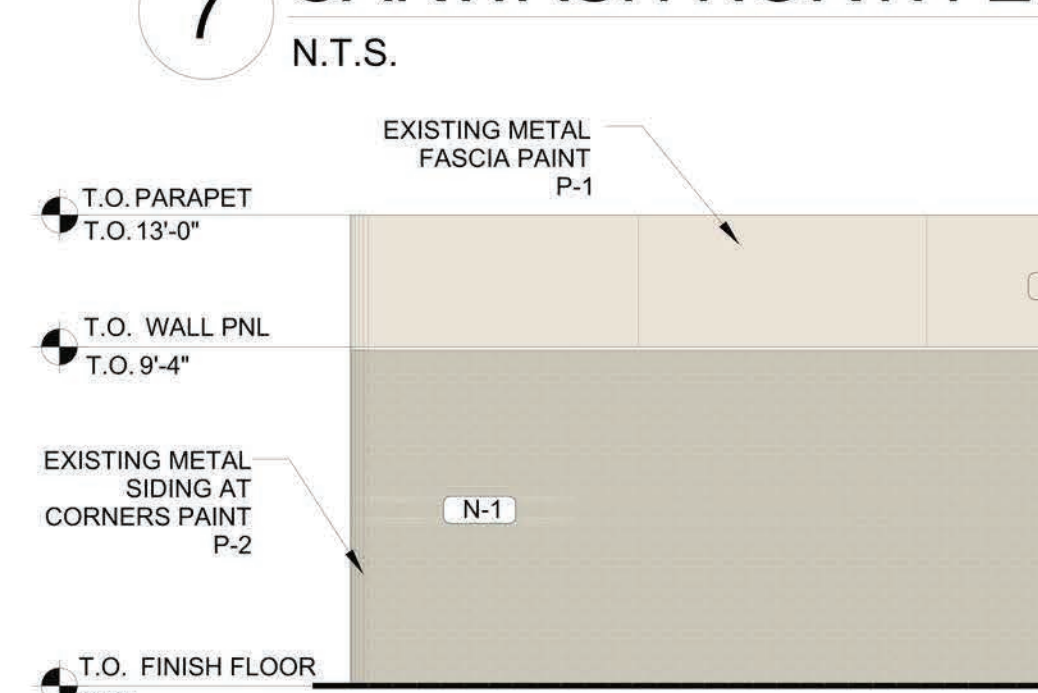 7
N.T.S.
EXISTING METAL
FASCIA PAINT
P-1
T.O. PARAPET
T.O. 13'-0"
T.O. WALL PNL
T.O. 9'-4"
EXISTING METAL
SIDING AT
CORNERS PAINT
P-2
N-1
T.O. FINISH FLOOR